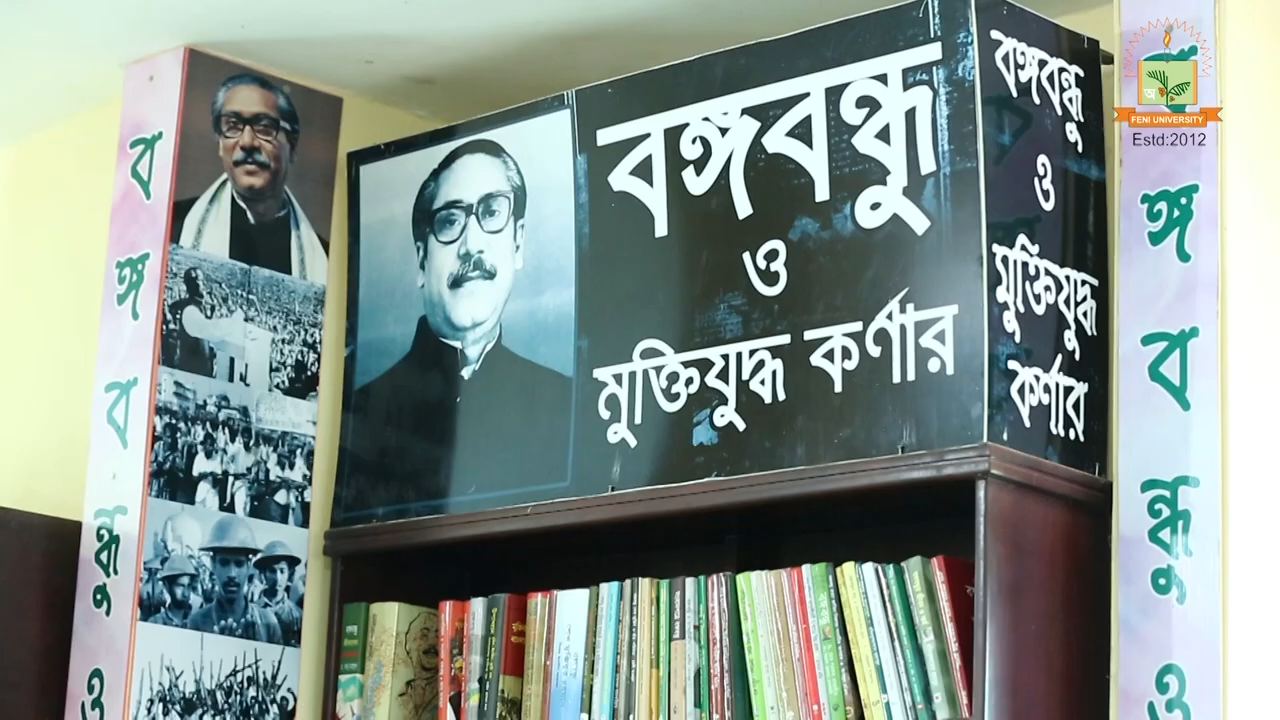 ব
ঙ্গ
ব
ন্ধু
ও
বঙ্গবন্ধু
ও
মুক্তিযুদ্ধ কর্ণার
বঙ্গবন্ধু
ও
মুক্তিযুদ্ধ
কর্ণার
অ
FENI UNIVERSITY
Estd:2012
ঙ্গ
ব
ন্ধু
ও